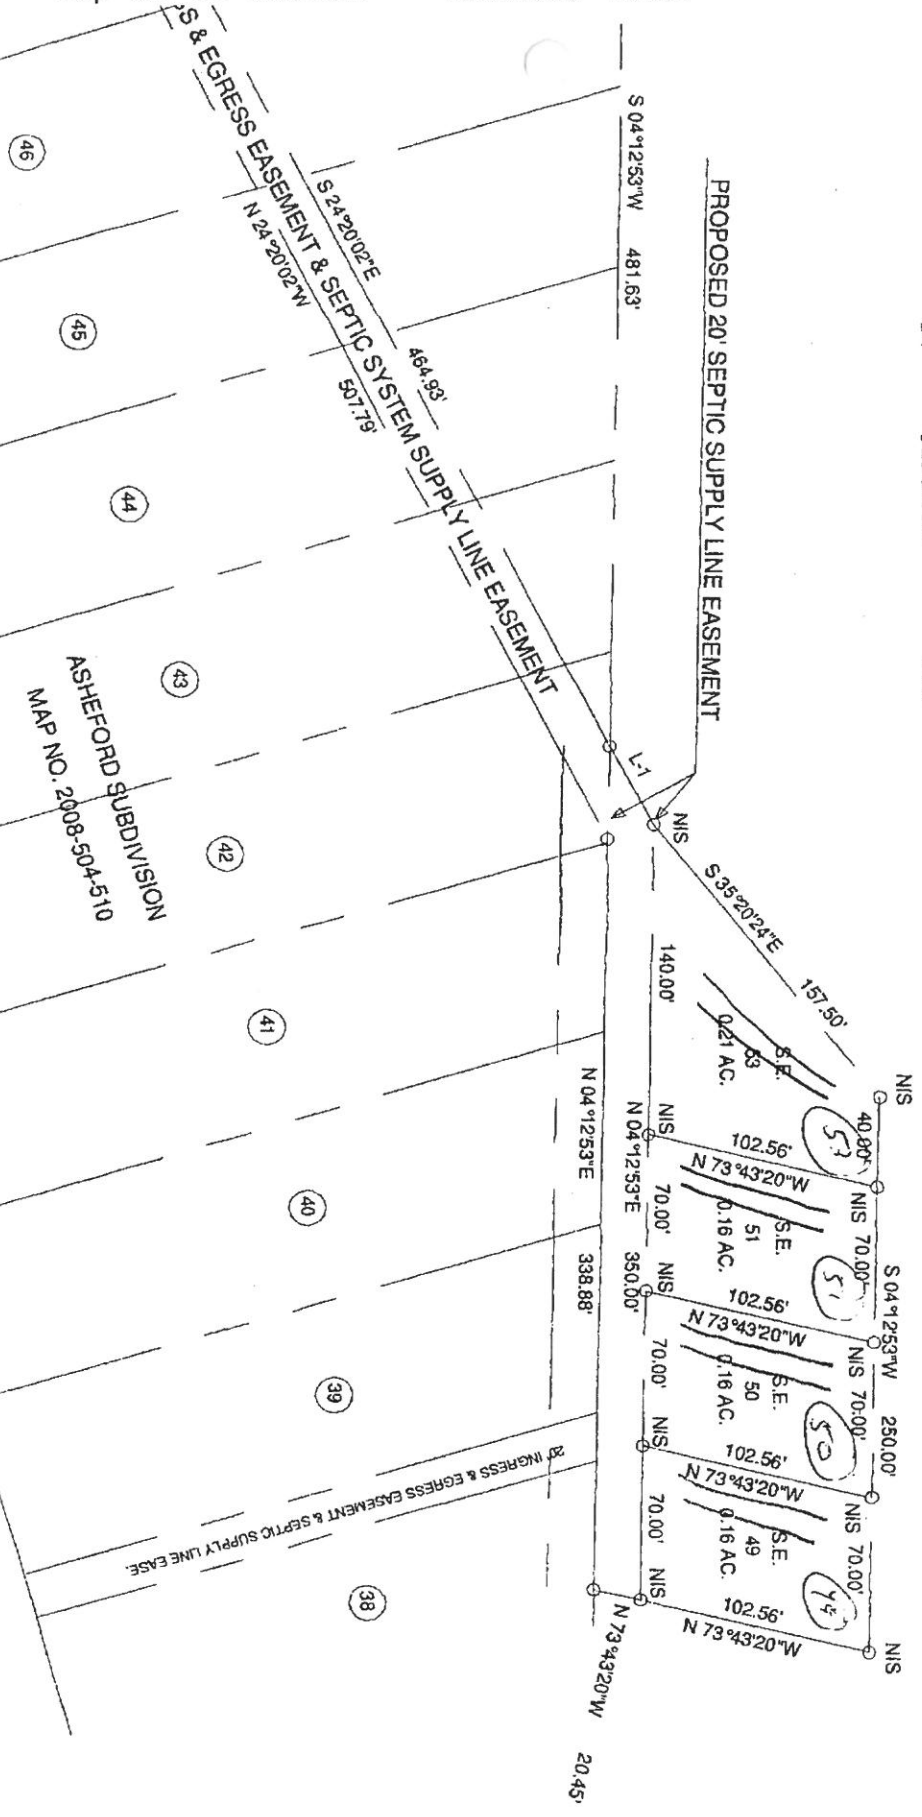 PROPOSED 20' SEPTIC SUPPLY LINE EASEMENT
S 04°12'53"W 481.63'
S & EGRESS EASEMENT & SEPTIC SYSTEM SUPPLY LINE EASEMENT
S 24°20'02"E 464.93'
N 24°20'02"W 507.79'
L-1
NIS
S 35°20'24"E 157.50'
NIS
40.00'
S 04°12'53"W 250.00'
NIS 70.00'
NIS 70.00'
NIS 70.00'
NIS
S.E.
53
0.21 AC.
53
102.56'
N 73°43'20"W
S.E.
51
0.16 AC.
51
102.56'
N 73°43'20"W
S.E.
50
0.16 AC.
50
102.56'
N 73°43'20"W
S.E.
49
0.16 AC.
102.56'
N 73°43'20"W
140.00'
NIS
70.00'
NIS
70.00'
NIS
70.00'
NIS
N 04°12'53"E 350.00'
N 04°12'53"E 338.88'
N 73°43'20"W 20.45'
46
45
44
43
42
41
40
39
38
ASHEFORD SUBDIVISION
MAP NO. 2008-504-510
20' INGRESS & EGRESS EASEMENT & SEPTIC SUPPLY LINE EASE.